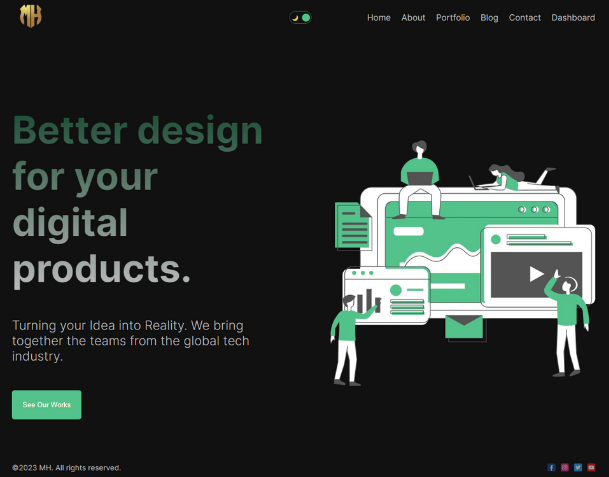 MH
Home About Portfolio Blog Contact Dashboard
Better design
for your
digital
products.
Turning your Idea into Reality. We bring
together the teams from the global tech
industry.
See Our Works
©2023 MH. All rights reserved.